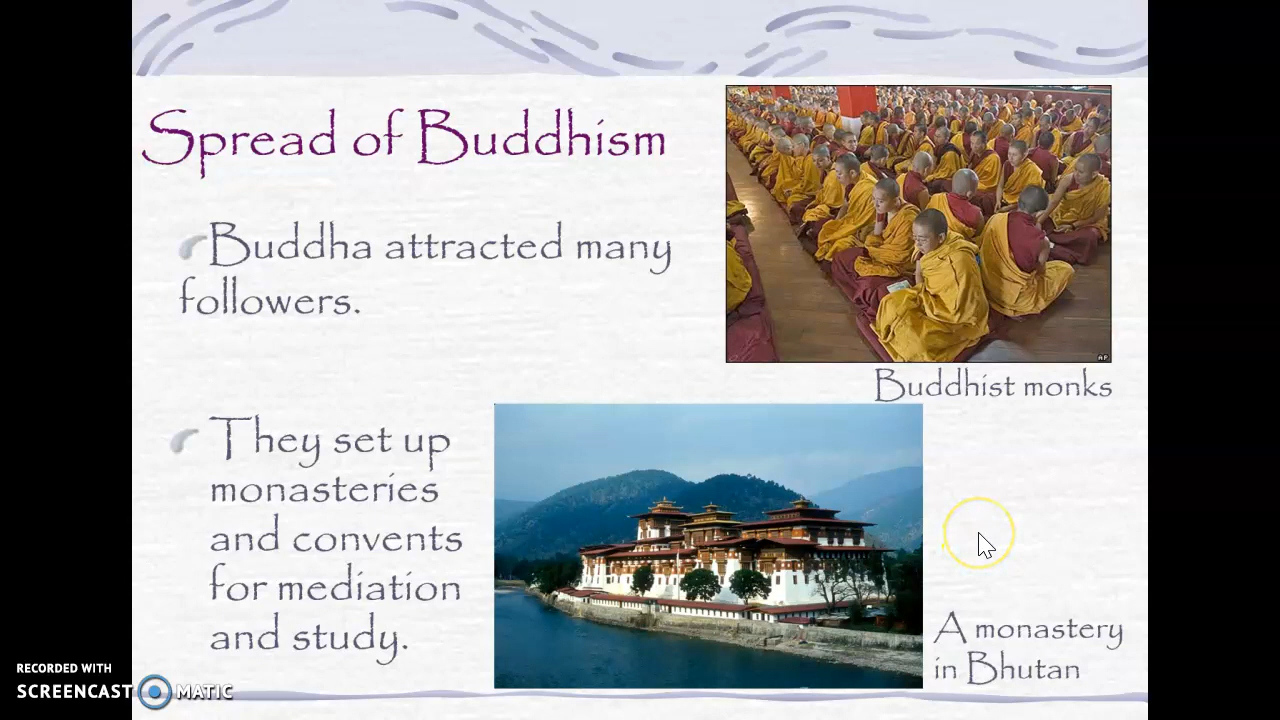 Spread of Buddhism
Buddha attracted many
followers.
AP
Buddhist monks
They set up
monasteries
and convents
for mediation
and study.
A monastery
in Bhutan
RECORDED WITH
SCREENCAST MATIC